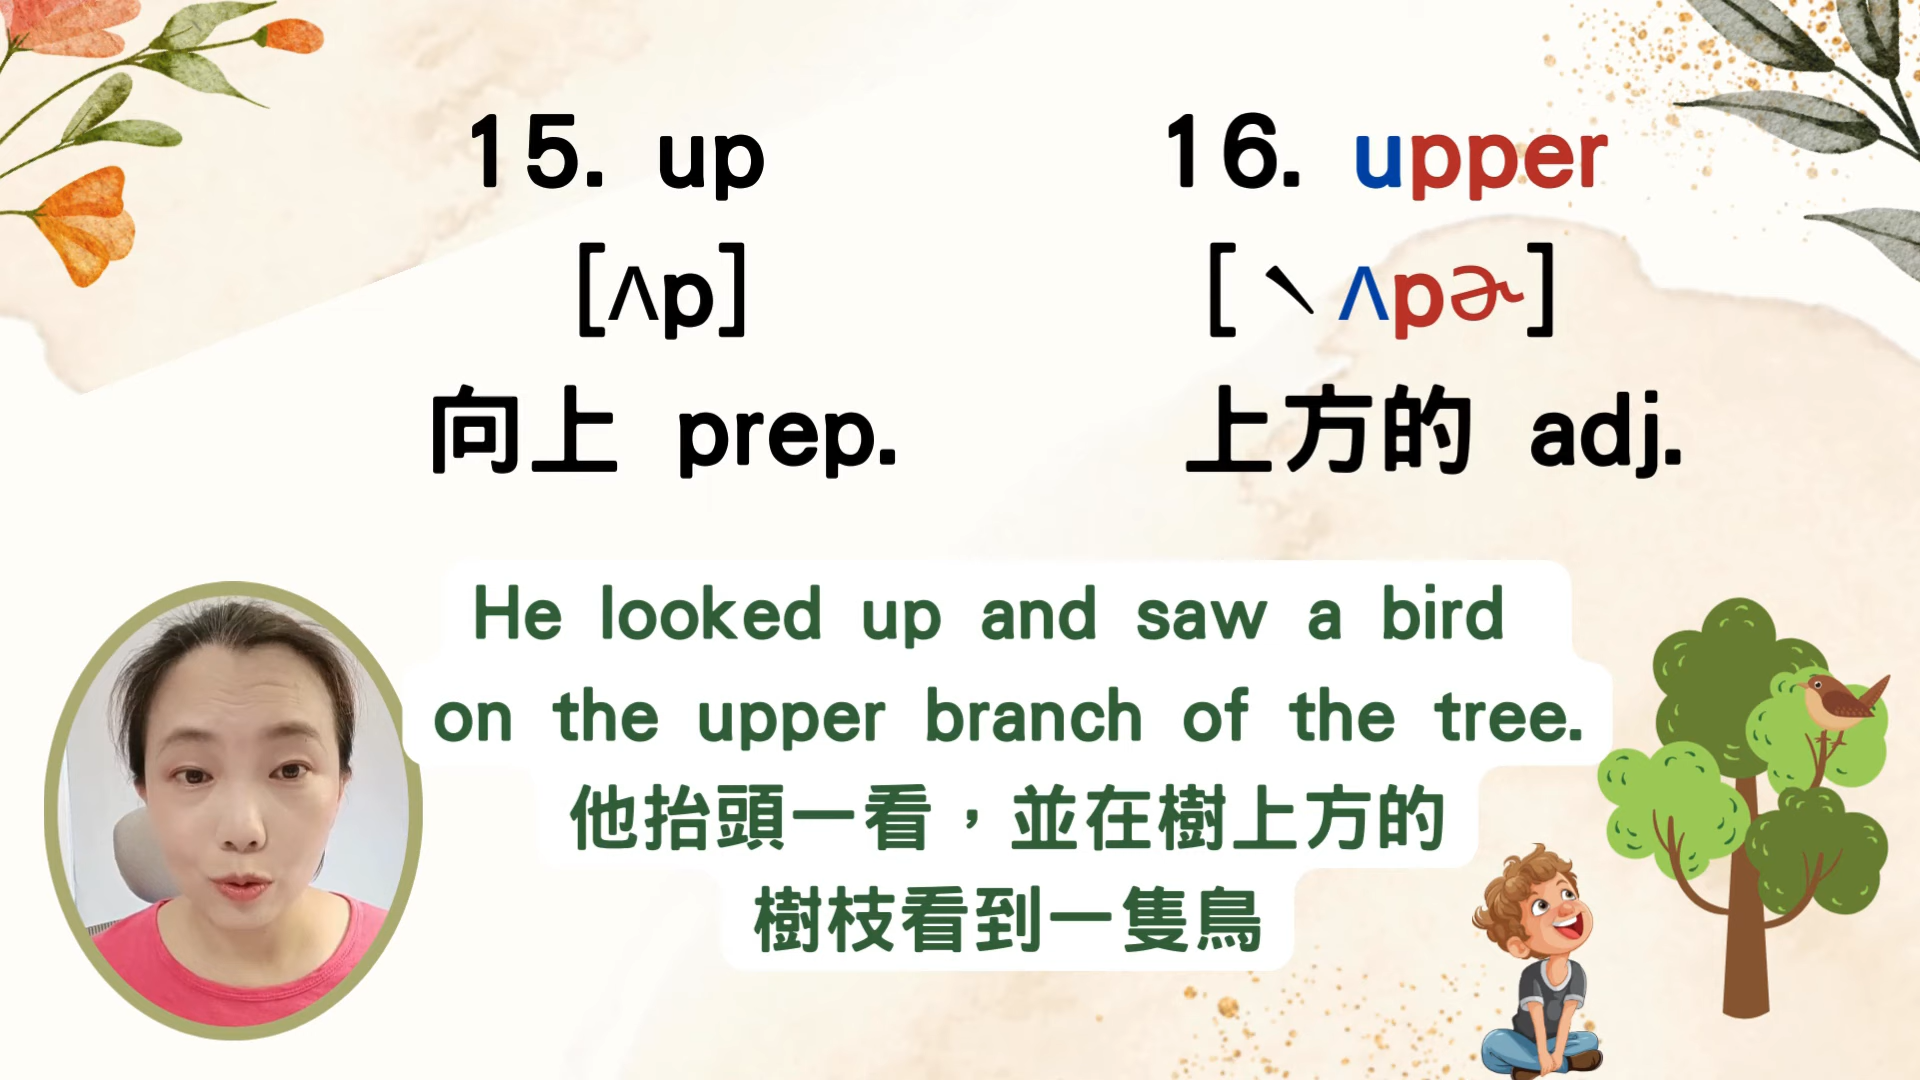 15. up
[ʌp]
向上 prep.
16. upper
[ˋʌpɚ]
上方的 adj.
He looked up and saw a bird
on the upper branch of the tree.
他抬頭一看，並在樹上方的
樹枝看到一隻鳥